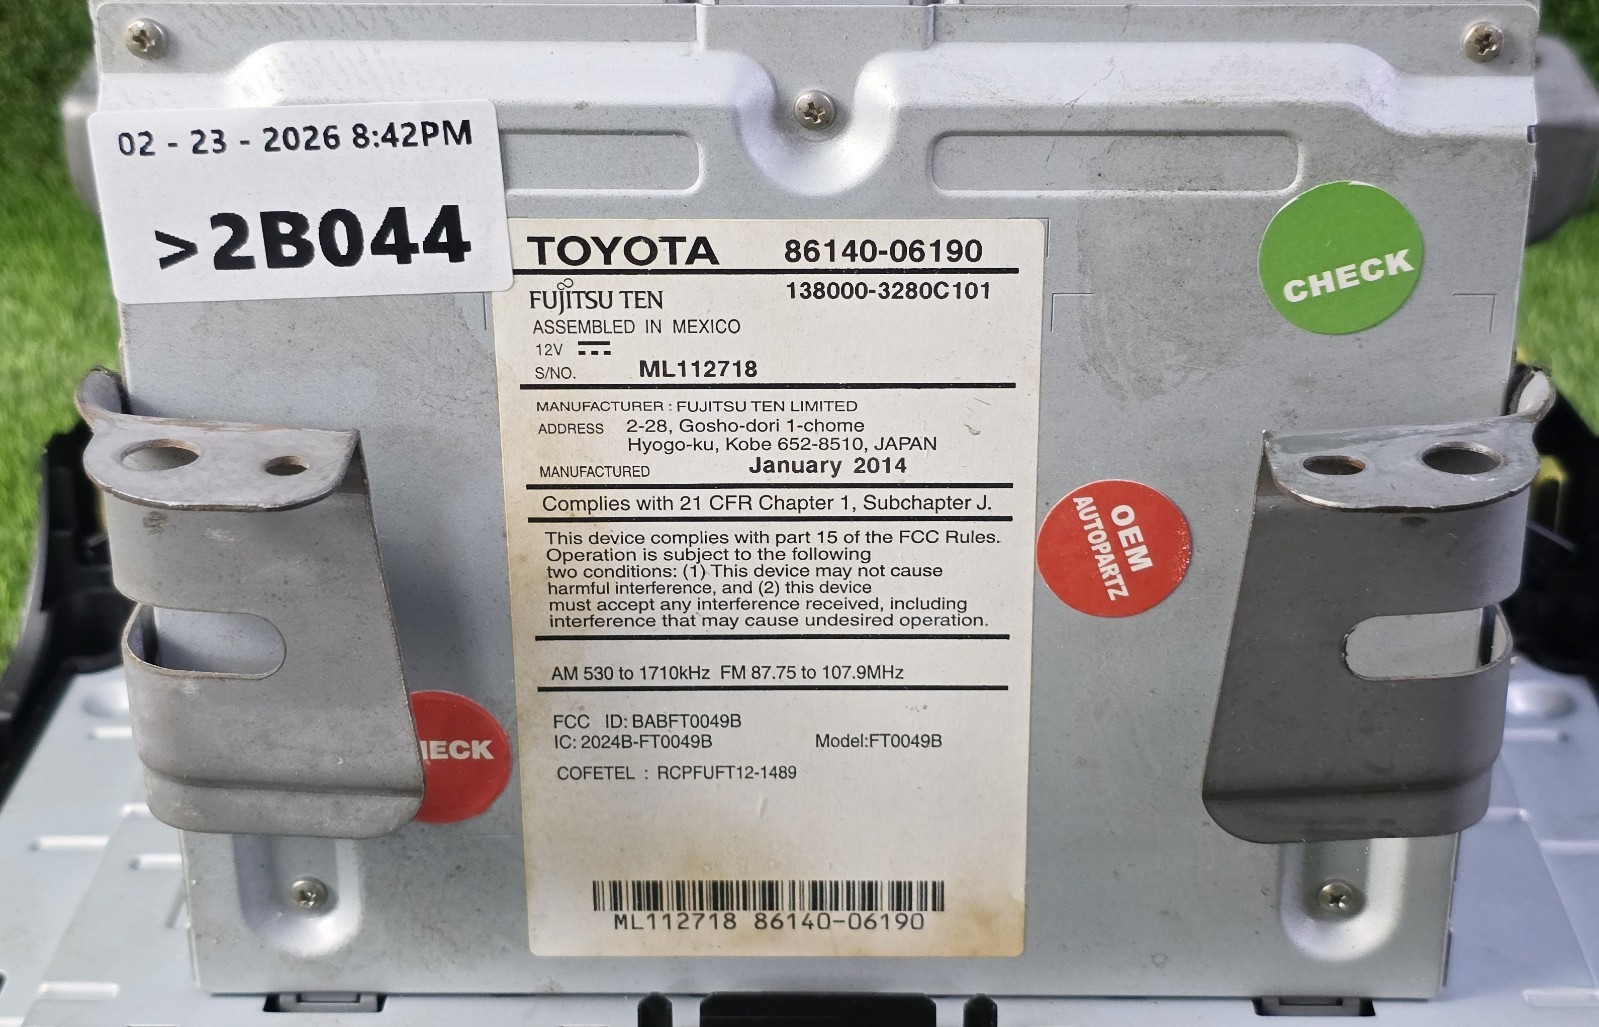 02 - 23 - 2026 8:42PM
>2B044
TOYOTA 86140-06190
FUJITSU TEN 138000-3280C101
ASSEMBLED IN MEXICO
12V
S/NO. ML112718
MANUFACTURER : FUJITSU TEN LIMITED
ADDRESS 2-28, Gosho-dori 1-chome
Hyogo-ku, Kobe 652-8510, JAPAN
MANUFACTURED January 2014
Complies with 21 CFR Chapter 1, Subchapter J.
This device complies with part 15 of the FCC Rules.
Operation is subject to the following
two conditions: (1) This device may not cause
harmful interference, and (2) this device
must accept any interference received, including
interference that may cause undesired operation.
AM 530 to 1710kHz FM 87.75 to 107.9MHz
FCC ID: BABFT0049B
IC: 2024B-FT0049B Model:FT0049B
COFETEL : RCPFUFT12-1489
ML112718 86140-06190
CHECK
OEM
AUTOPARTZ
ECK